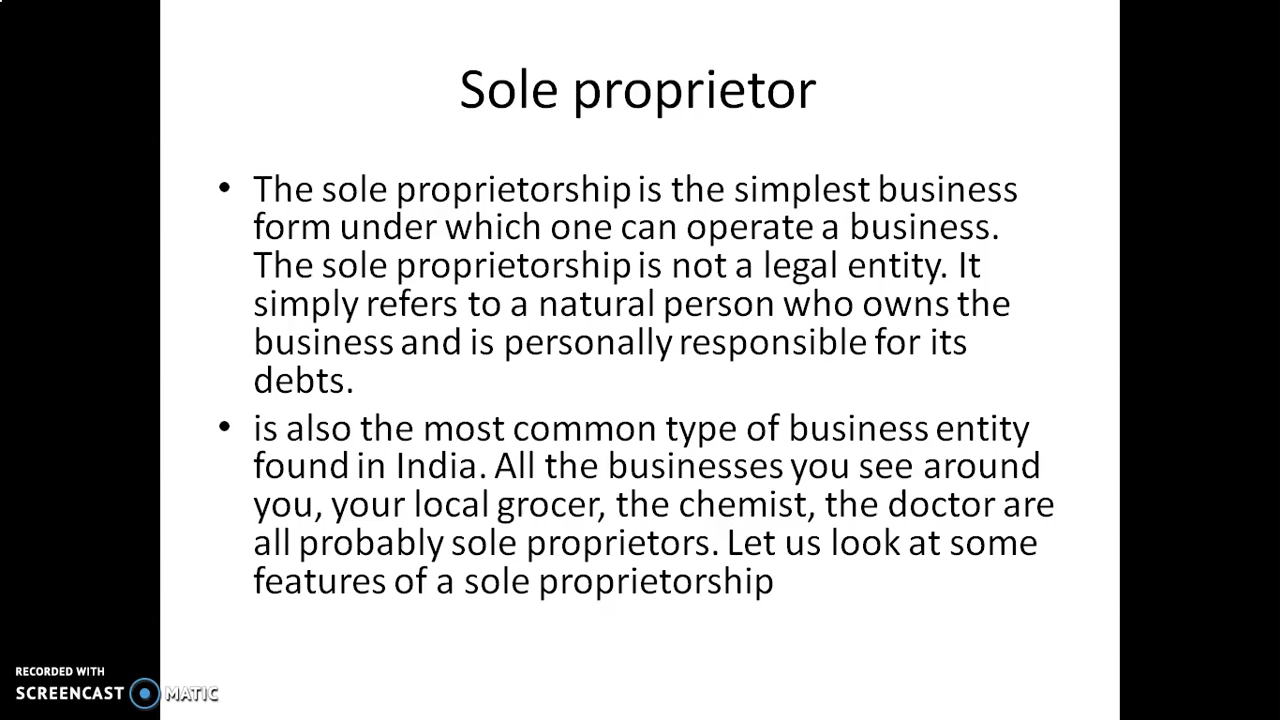 Sole proprietor
• The sole proprietorship is the simplest business
form under which one can operate a business.
The sole proprietorship is not a legal entity. It
simply refers to a natural person who owns the
business and is personally responsible for its
debts.
• is also the most common type of business entity
found in India. All the businesses you see around
you, your local grocer, the chemist, the doctor are
all probably sole proprietors. Let us look at some
features of a sole proprietorship
RECORDED WITH
SCREENCAST MATIC